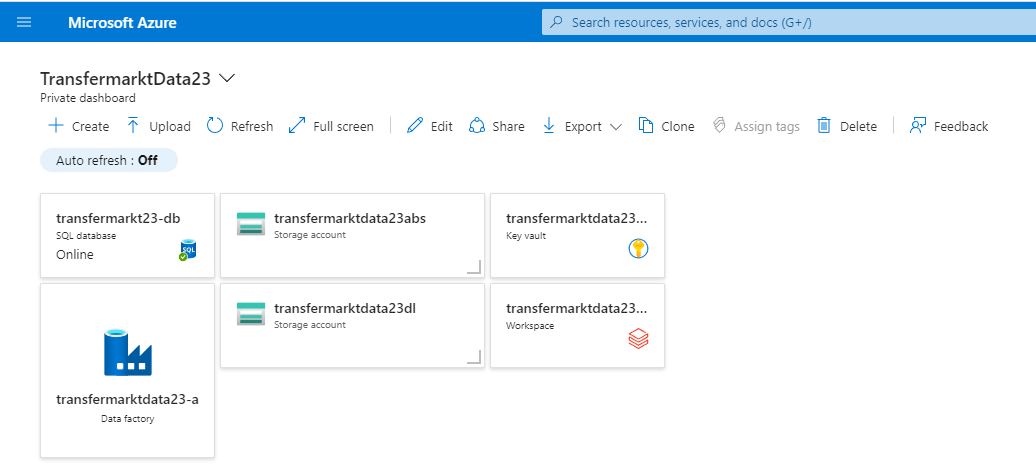 Microsoft Azure
Search resources, services, and docs (G+/)
TransfermarktData23
Private dashboard
Create
Upload
Refresh
Full screen
Edit
Share
Export
Clone
Assign tags
Delete
Feedback
Auto refresh : Off
transfermarkt23-db
SQL database
Online
SQL
transfermarktdata23abs
Storage account
transfermarktdata23...
Key vault
transfermarktdata23-a
Data factory
transfermarktdata23dl
Storage account
transfermarktdata23...
Workspace